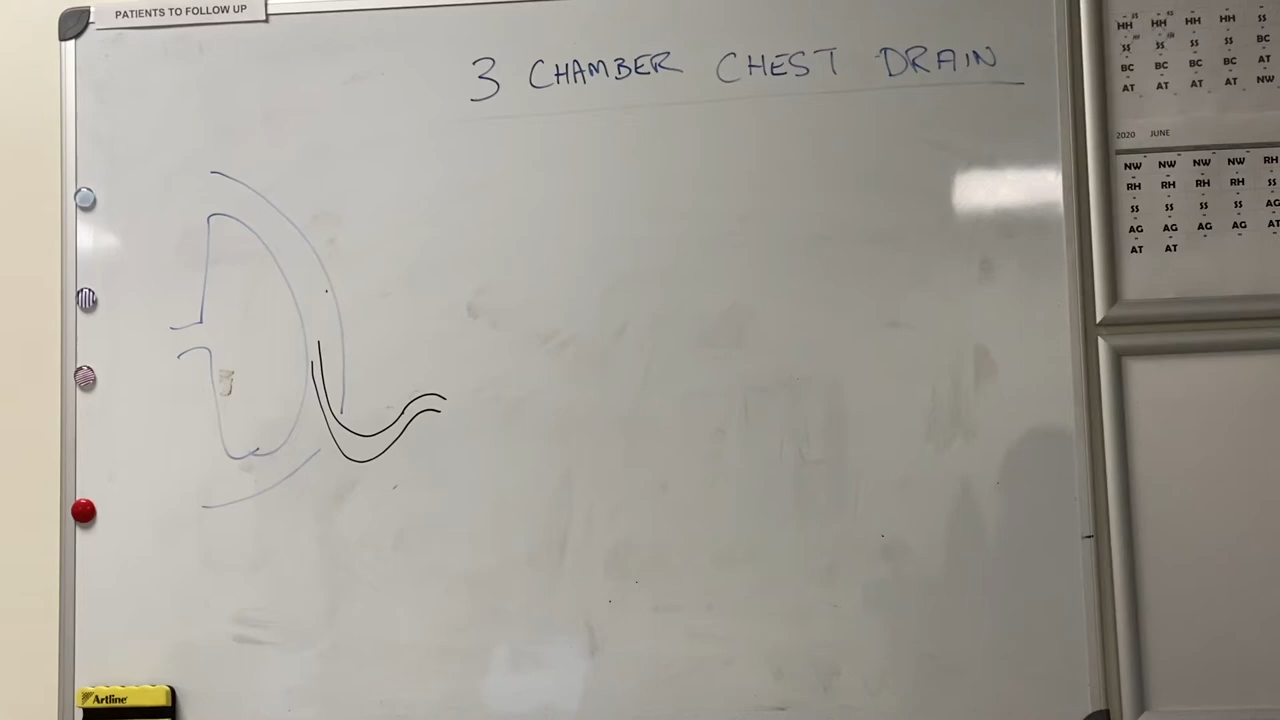 PATIENTS TO FOLLOW UP
3 CHAMBER CHEST DRAIN
HH HH HH HH SS
SS SS SS SS BC
BC BC BC BC AT
AT AT AT AT NW
2020 JUNE
NW NW NW NW RH
RH RH RH RH SS
SS SS SS SS AG
AG AG AG AG AT
AT AT
Artline